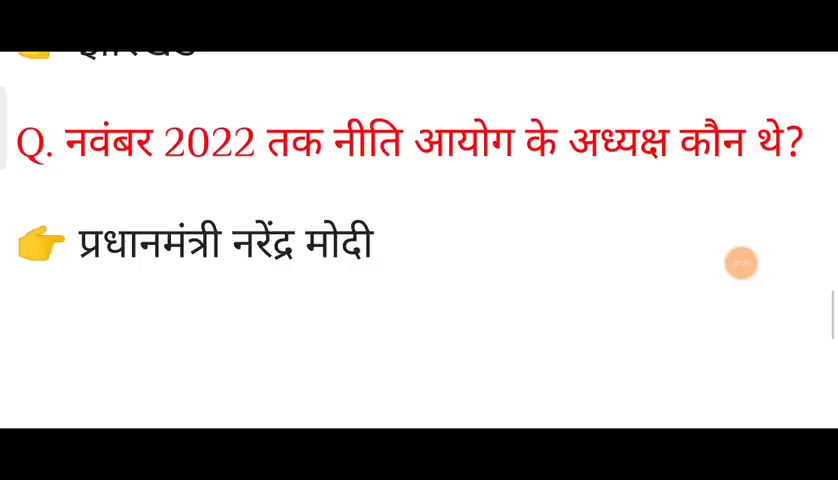 Q. नवंबर 2022 तक नीति आयोग के अध्यक्ष कौन थे?
👉 प्रधानमंत्री नरेंद्र मोदी